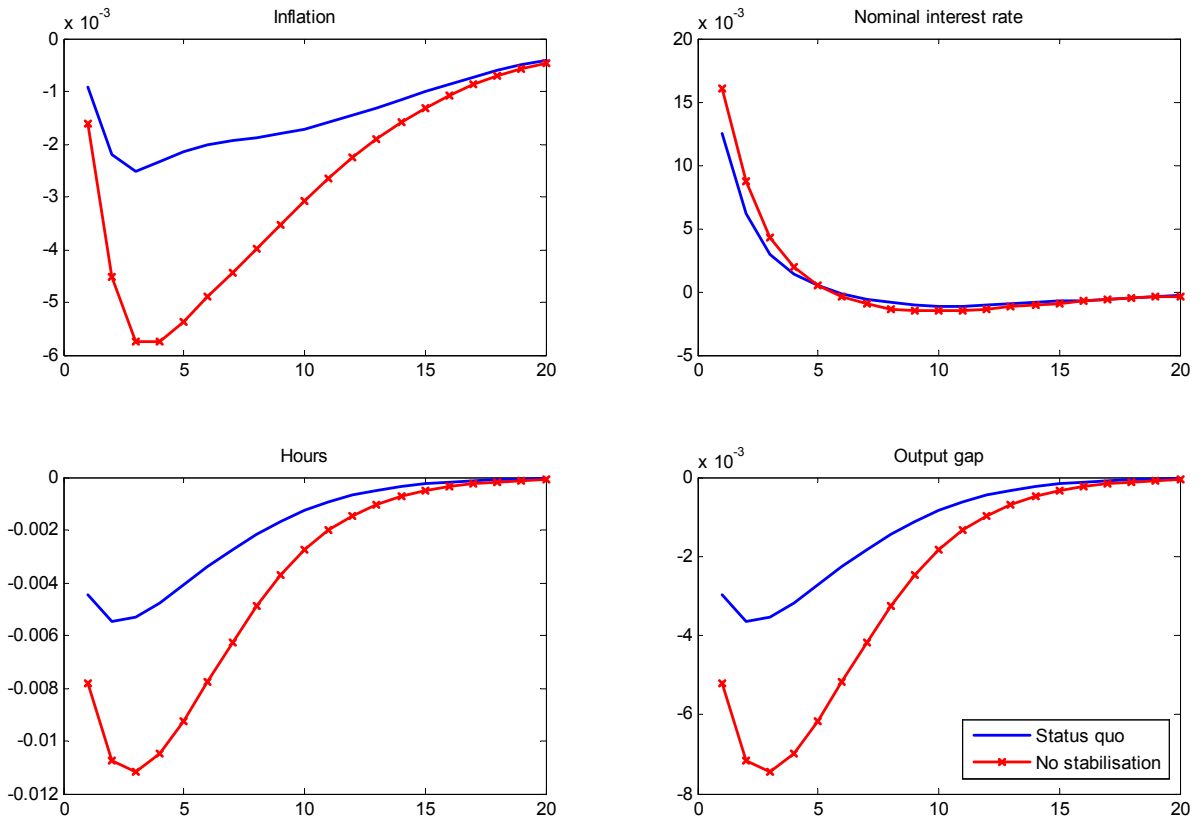 Inflation
x 10-3
0
-1
-2
-3
-4
-5
-6
0 5 10 15 20
Nominal interest rate
x 10-3
20
15
10
5
0
-5
0 5 10 15 20
Hours
0
-0.002
-0.004
-0.006
-0.008
-0.01
-0.012
0 5 10 15 20
Output gap
x 10-3
0
-2
-4
-6
-8
0 5 10 15 20
Status quo
No stabilisation